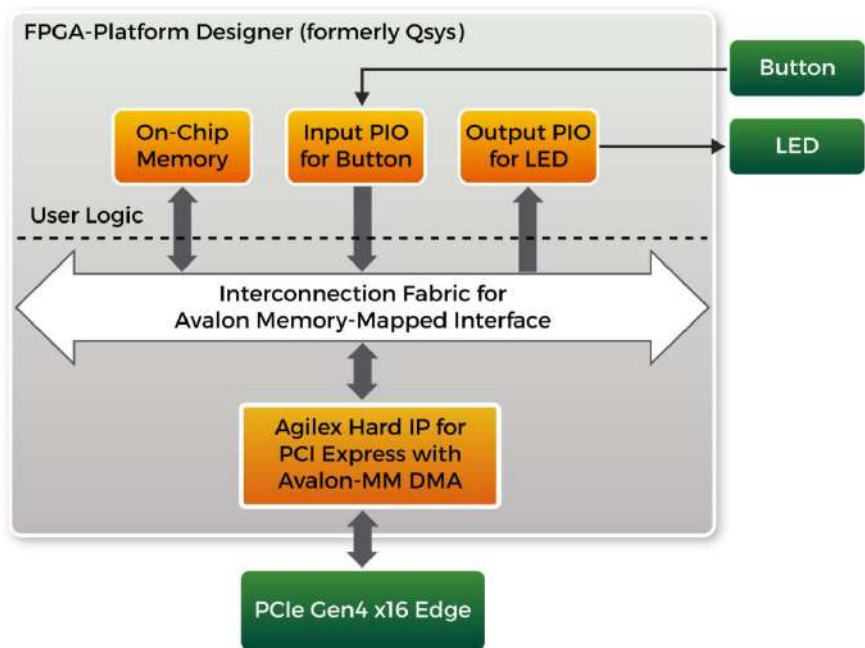 FPGA-Platform Designer (formerly Qsys)
Button
LED
On-Chip
Memory
Input PIO
for Button
Output PIO
for LED
User Logic
Interconnection Fabric for
Avalon Memory-Mapped Interface
Agilex Hard IP for
PCI Express with
Avalon-MM DMA
PCIe Gen4 x16 Edge